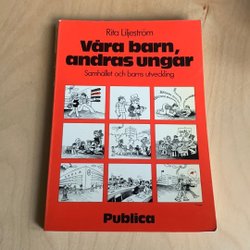 Rita Liljeström
Våra barn,
andras ungar
Samhället och barns utveckling
Publica